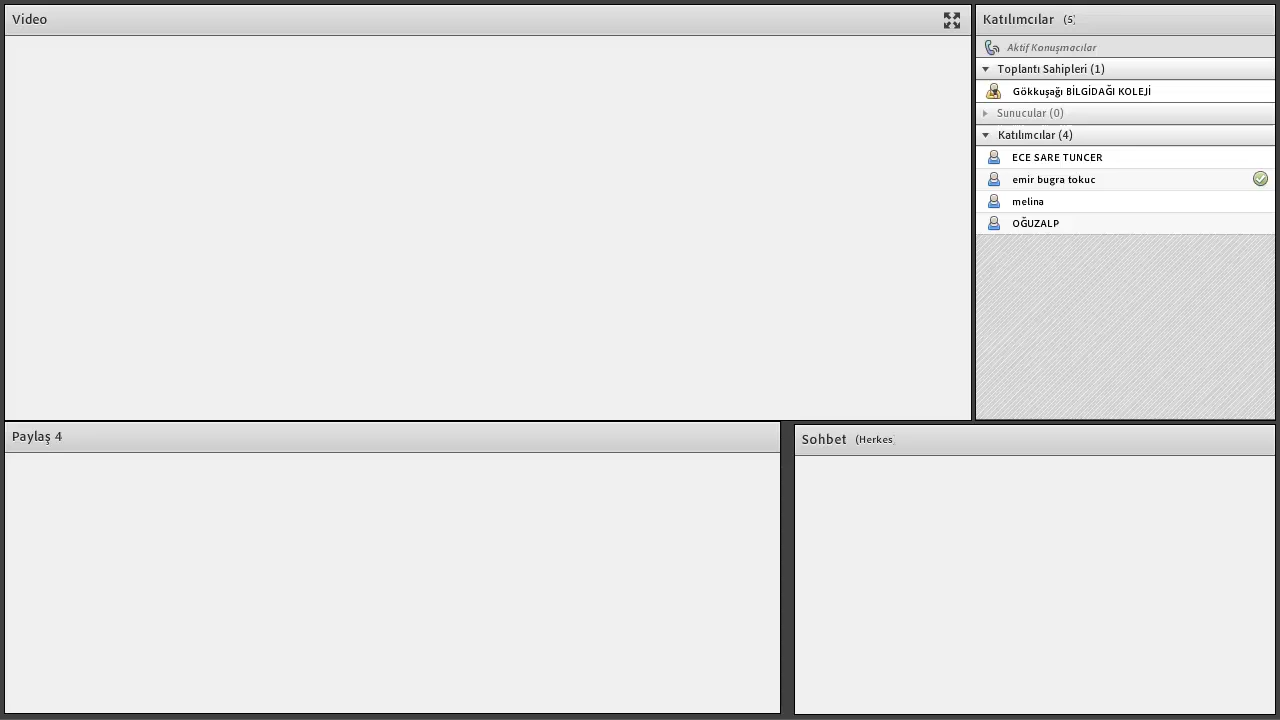 Video
Katılımcılar (5)
Aktif Konuşmacılar
Toplantı Sahipleri (1)
Gökkuşağı BİLGİDAĞI KOLEJİ
Sunucular (0)
Katılımcılar (4)
ECE SARE TUNCER
emir bugra tokuc
melina
OĞUZALP
Paylaş 4
Sohbet (Herkes